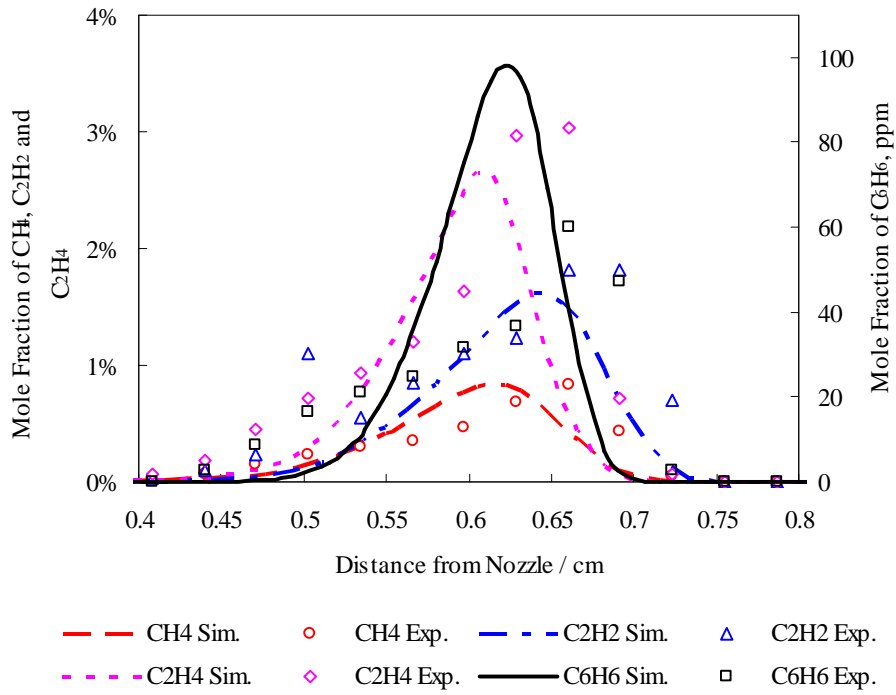 Mole Fraction of CH4, C2H2 and
C2H4
4%
3%
2%
1%
0%
100
80
60
40
20
0
Mole Fraction of C6H6, ppm
0.4 0.45 0.5 0.55 0.6 0.65 0.7 0.75 0.8
Distance from Nozzle / cm
CH4 Sim. CH4 Exp. C2H2 Sim. C2H2 Exp.
C2H4 Sim. C2H4 Exp. C6H6 Sim. C6H6 Exp.